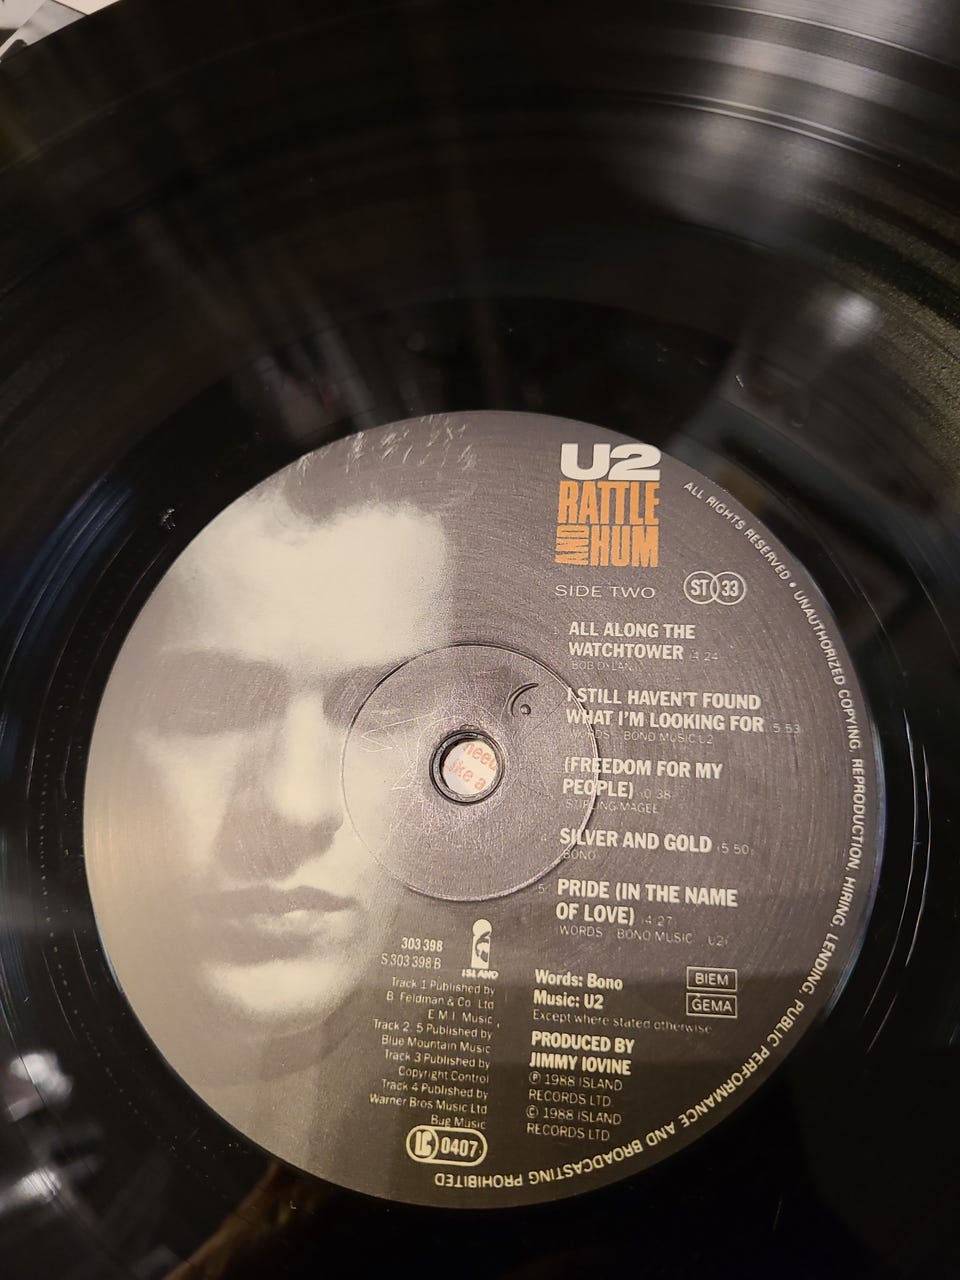 U2
RATTLE
AND HUM
SIDE TWO ST 33
ALL ALONG THE
WATCHTOWER 4 24
BOB DYLAN
I STILL HAVEN'T FOUND
WHAT I'M LOOKING FOR 5 53
WORDS BONO MUSIC U2
(FREEDOM FOR MY
PEOPLE) (0 38)
STIRLING MAGEE
SILVER AND GOLD (5 50)
BONO
5 PRIDE (IN THE NAME
OF LOVE) (4 27)
WORDS BONO MUSIC U2
need
like a
303 398
S 303 398 B
ISLAND
Track 1 Published by
B. Feldman & Co. Ltd
E M I Music
Track 2, 5 Published by
Blue Mountain Music
Track 3 Published by
Copyright Control
Track 4 Published by
Warner Bros Music Ltd
Bug Music
LC 0407
Words: Bono
Music: U2
Except where stated otherwise
BIEM
GEMA
PRODUCED BY
JIMMY IOVINE
℗ 1988 ISLAND
RECORDS LTD
© 1988 ISLAND
RECORDS LTD
ALL RIGHTS RESERVED • UNAUTHORIZED COPYING, REPRODUCTION, HIRING, LENDING, PUBLIC PERFORMANCE AND BROADCASTING PROHIBITED